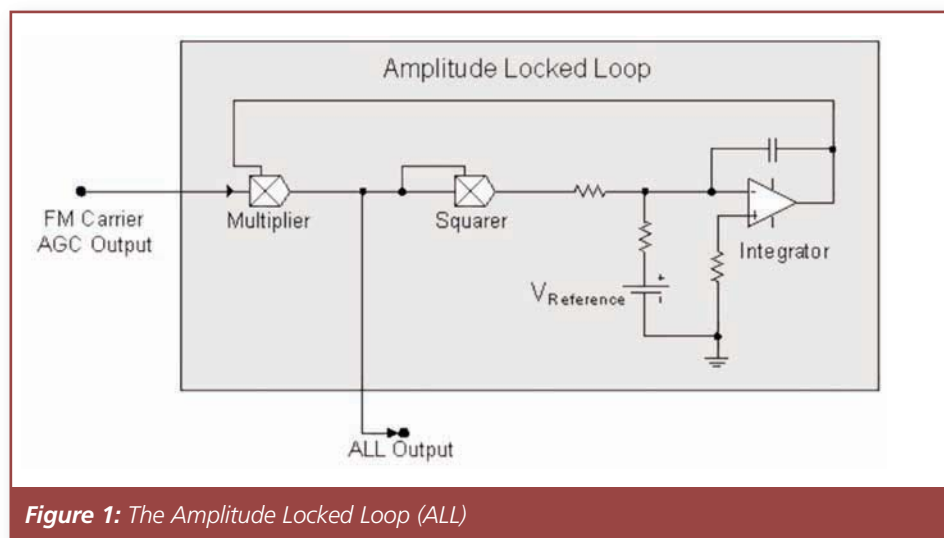 Amplitude Locked Loop
FM Carrier
AGC Output
Multiplier
Squarer
-
+
Integrator
VReference
+
-
ALL Output
Figure 1: The Amplitude Locked Loop (ALL)